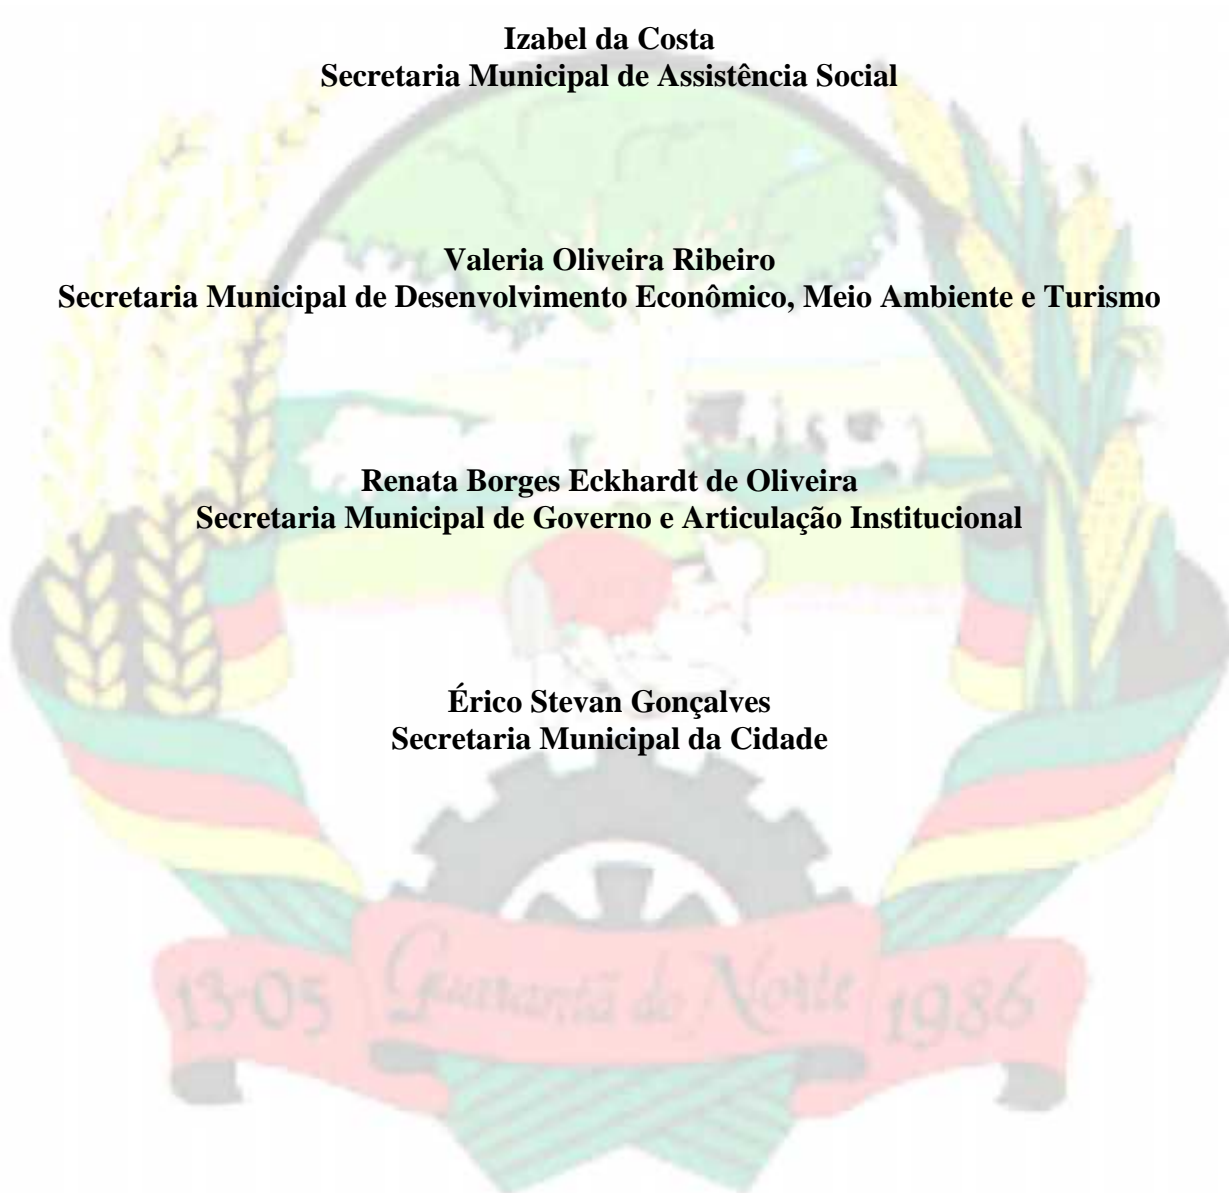 Izabel da Costa
Secretaria Municipal de Assistência Social
Valeria Oliveira Ribeiro
Secretaria Municipal de Desenvolvimento Econômico, Meio Ambiente e Turismo
Renata Borges Eckhardt de Oliveira
Secretaria Municipal de Governo e Articulação Institucional
Érico Stevan Gonçalves
Secretaria Municipal da Cidade
13-05 Guarantã do Norte 1986